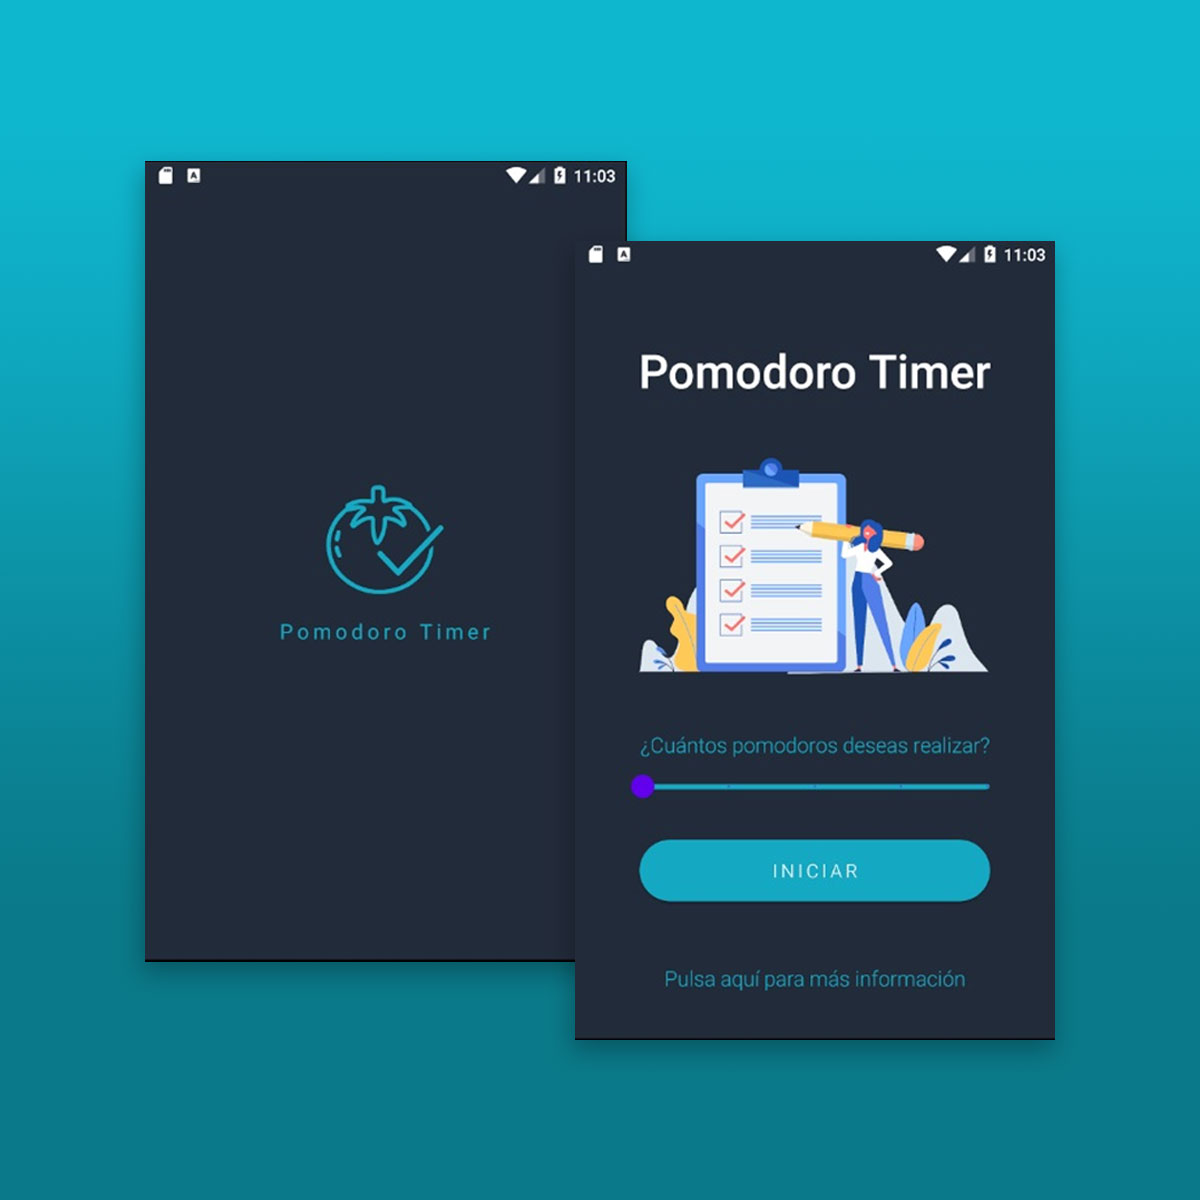 11:03
Pomodoro Timer
11:03
Pomodoro Timer
¿Cuántos pomodoros deseas realizar?
INICIAR
Pulsa aquí para más información